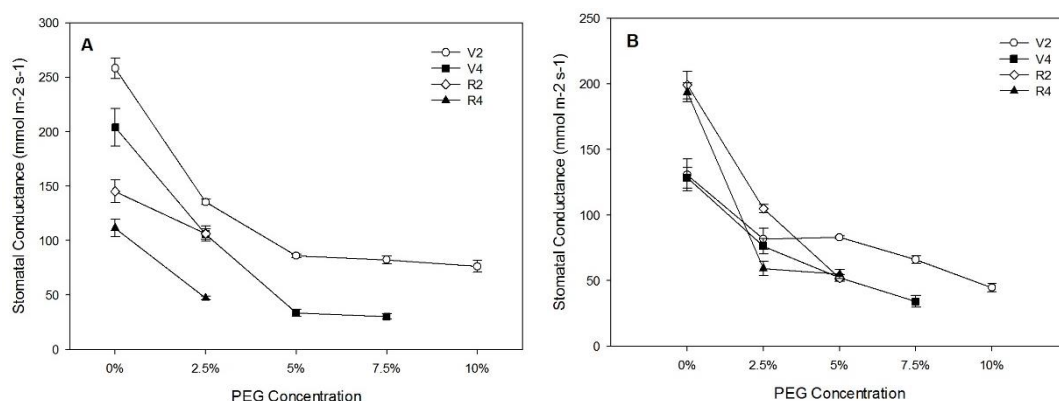 A
Stomatal Conductance (mmol m-2 s-1)
300
250
200
150
100
50
0
V2
V4
R2
R4
0%
2.5%
5%
7.5%
10%
PEG Concentration
B
Stomatal Conductance (mmol m-2 s-1)
250
200
150
100
50
0
V2
V4
R2
R4
0%
2.5%
5%
7.5%
10%
PEG Concentration